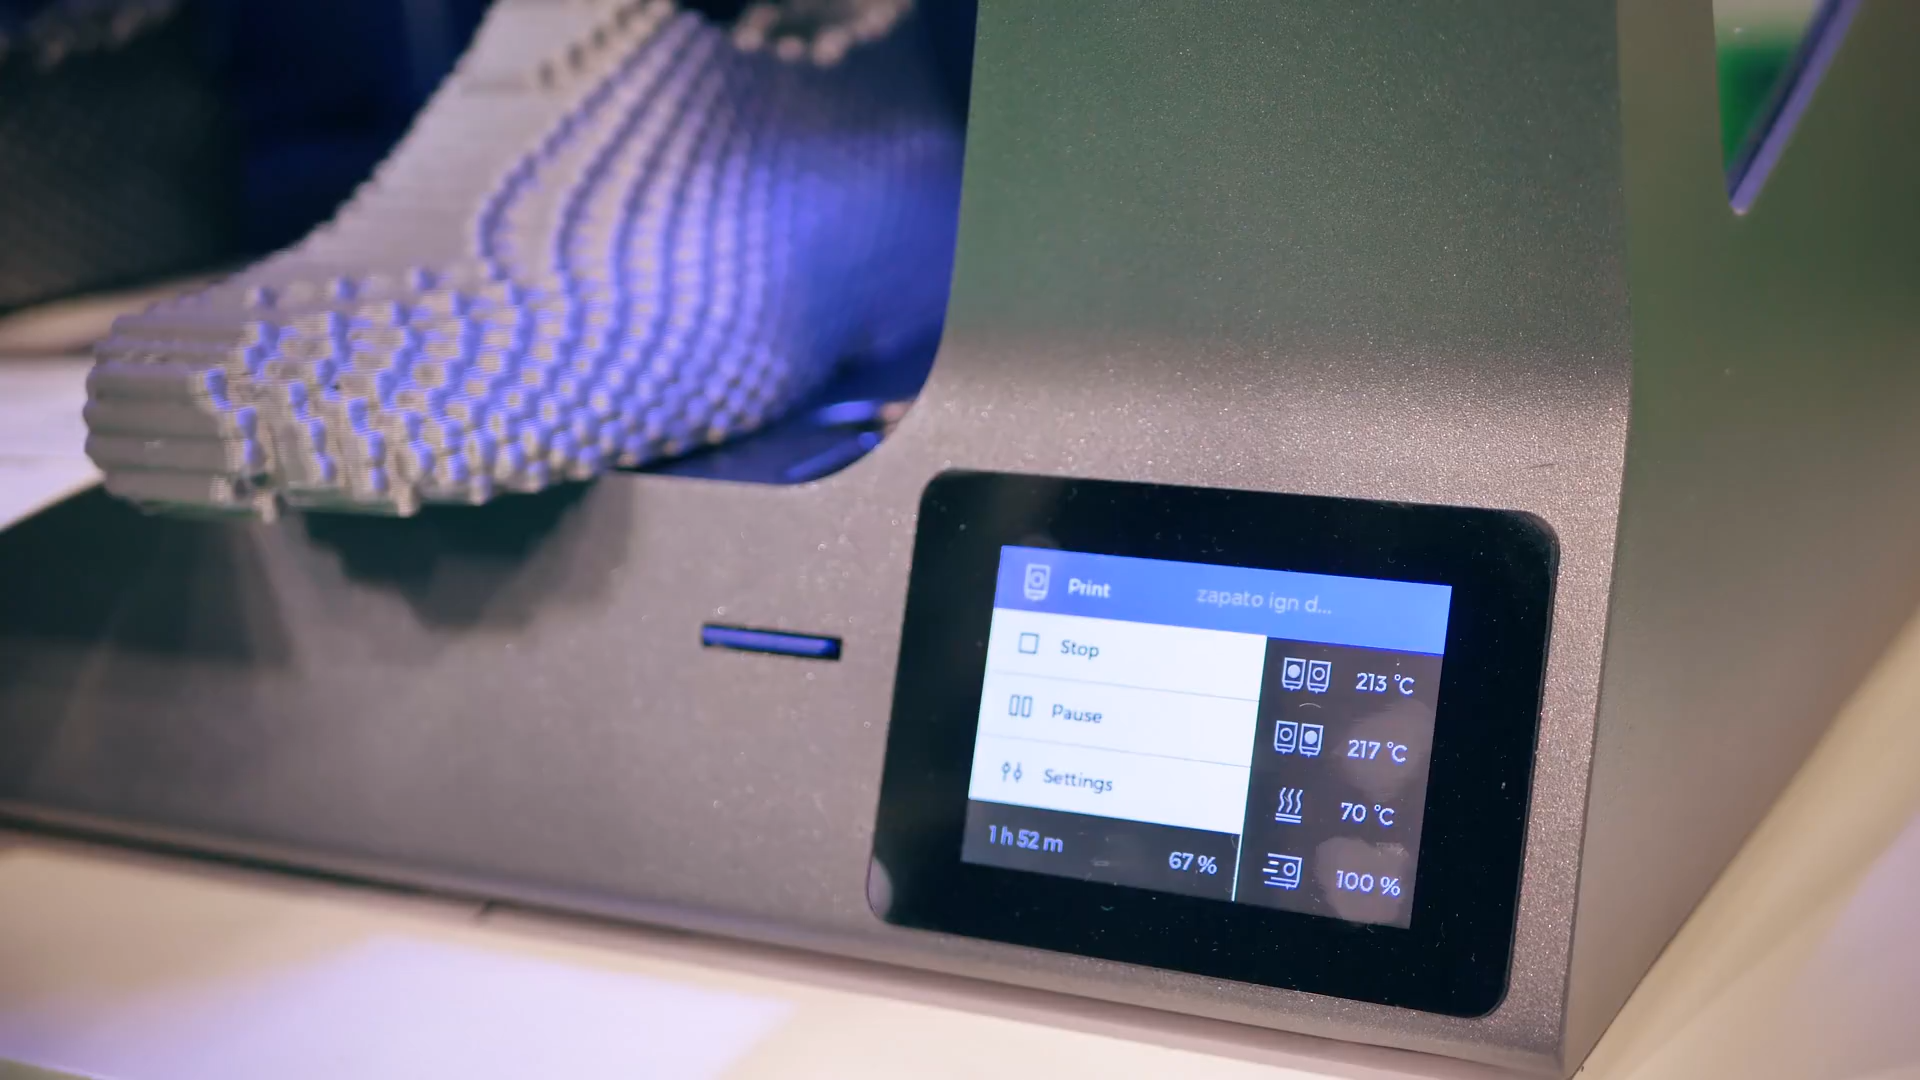 Print zapato ign d...
Stop
Pause
Settings
1 h 52 m 67 %
213 °C
217 °C
70 °C
100 %